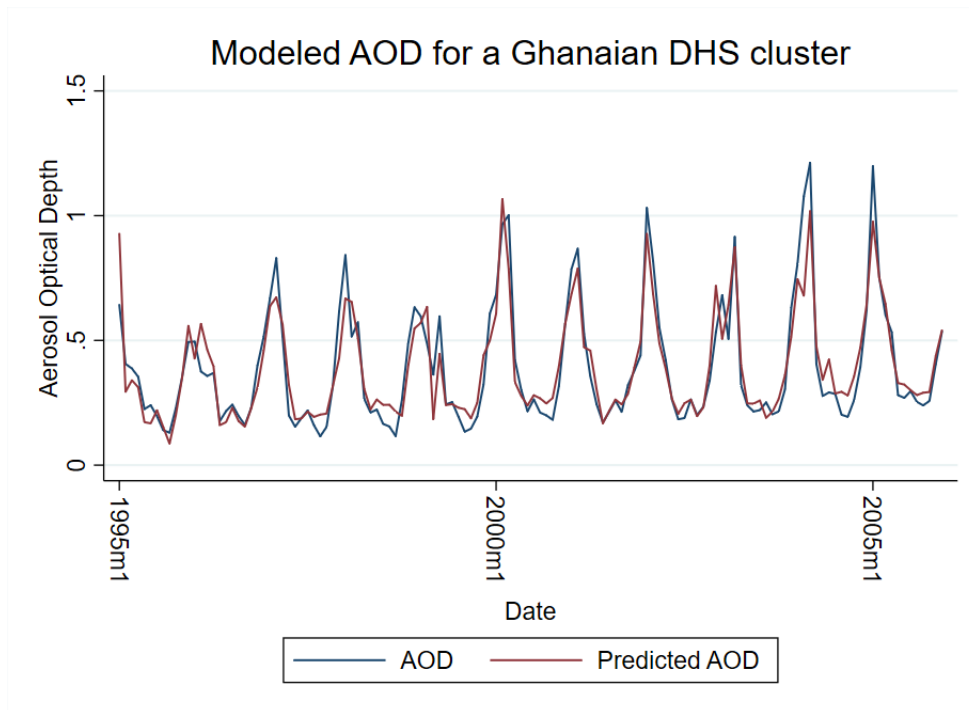 Modeled AOD for a Ghanaian DHS cluster
Aerosol Optical Depth
1.5
1
.5
0
1995m1
2000m1
2005m1
Date
AOD
Predicted AOD